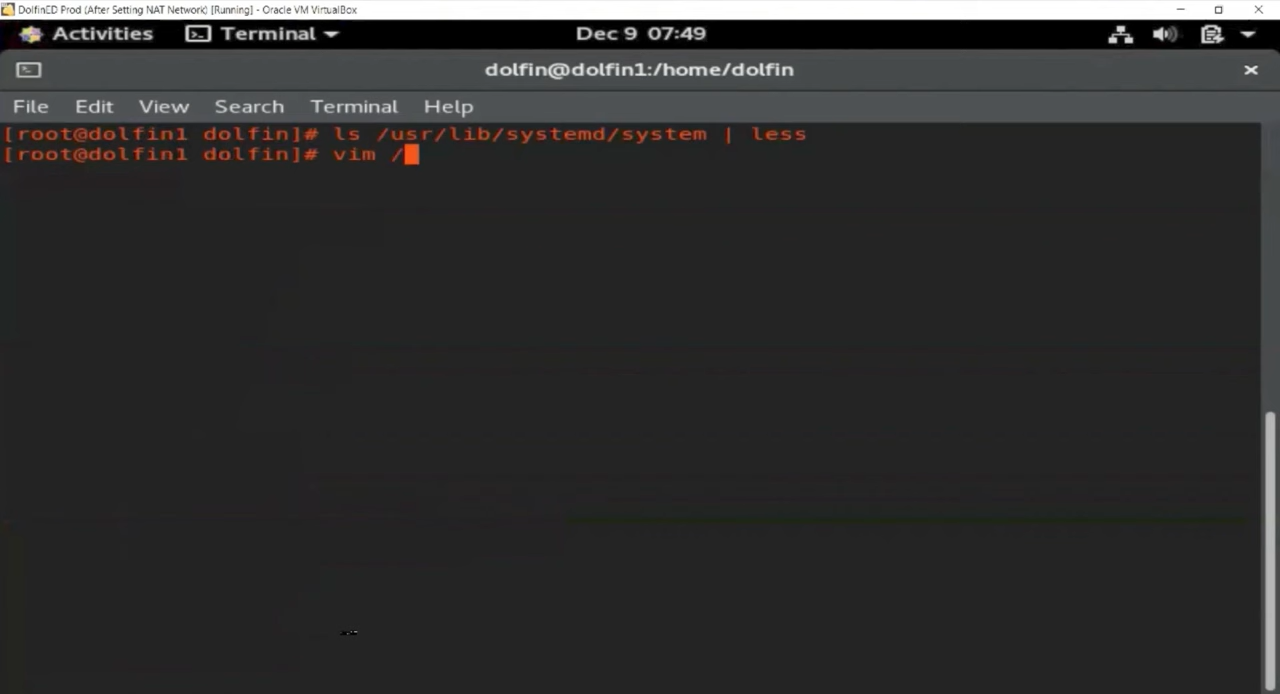 DolfinED Prod (After Setting NAT Network) [Running] - Oracle VM VirtualBox
Activities Terminal Dec 9 07:49
dolfin@dolfin1:/home/dolfin
File Edit View Search Terminal Help
[root@dolfin1 dolfin]# ls /usr/lib/systemd/system | less
[root@dolfin1 dolfin]# vim /